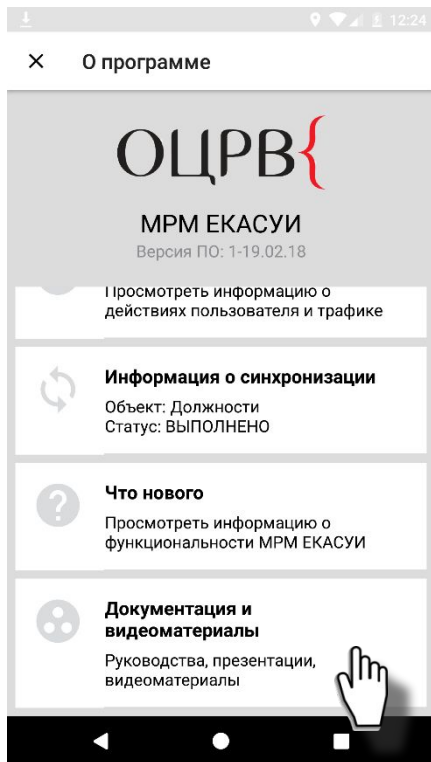 12:24
О программе
ОЦРВ{
МРМ ЕКАСУИ
Версия ПО: 1-19.02.18
Просмотреть информацию о
действиях пользователя и трафике
Информация о синхронизации
Объект: Должности
Статус: ВЫПОЛНЕНО
Что нового
Просмотреть информацию о
функциональности МРМ ЕКАСУИ
Документация и
видеоматериалы
Руководства, презентации,
видеоматериалы